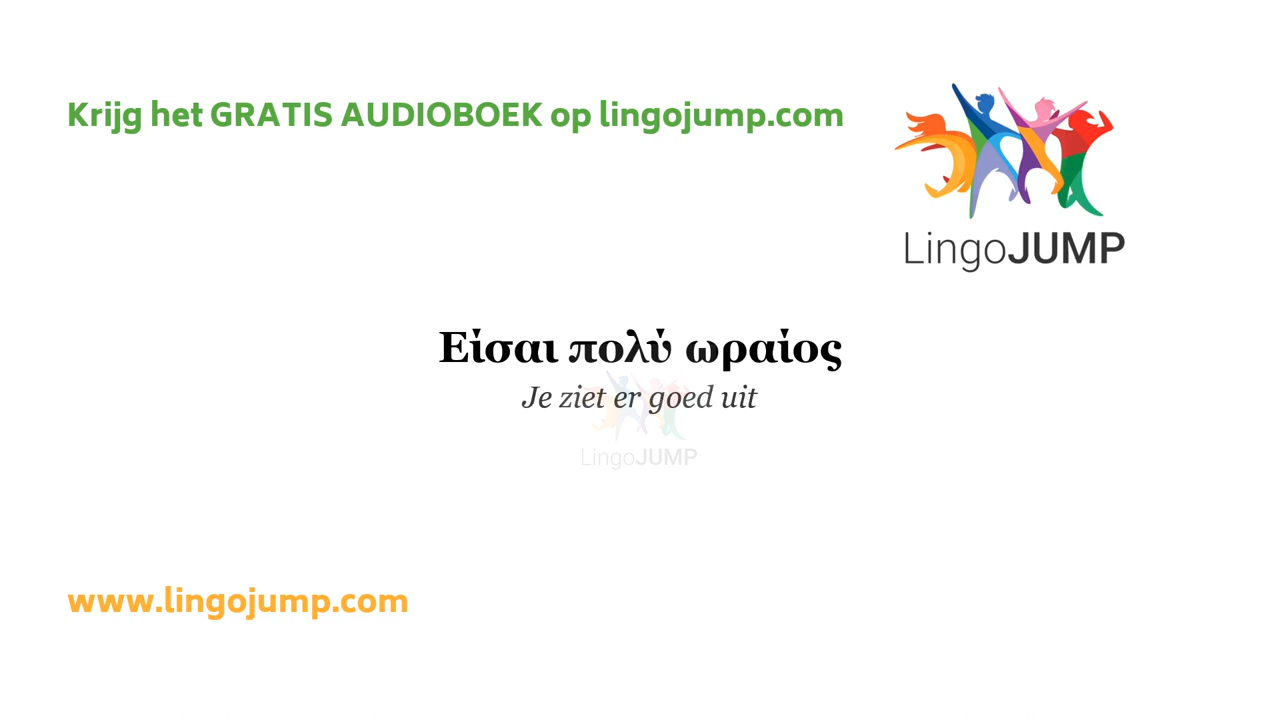 Krijg het GRATIS AUDIOBOEK op lingojump.com
LingoJUMP
Είσαι πολύ ωραίος
Je ziet er goed uit
LingoJUMP
www.lingojump.com